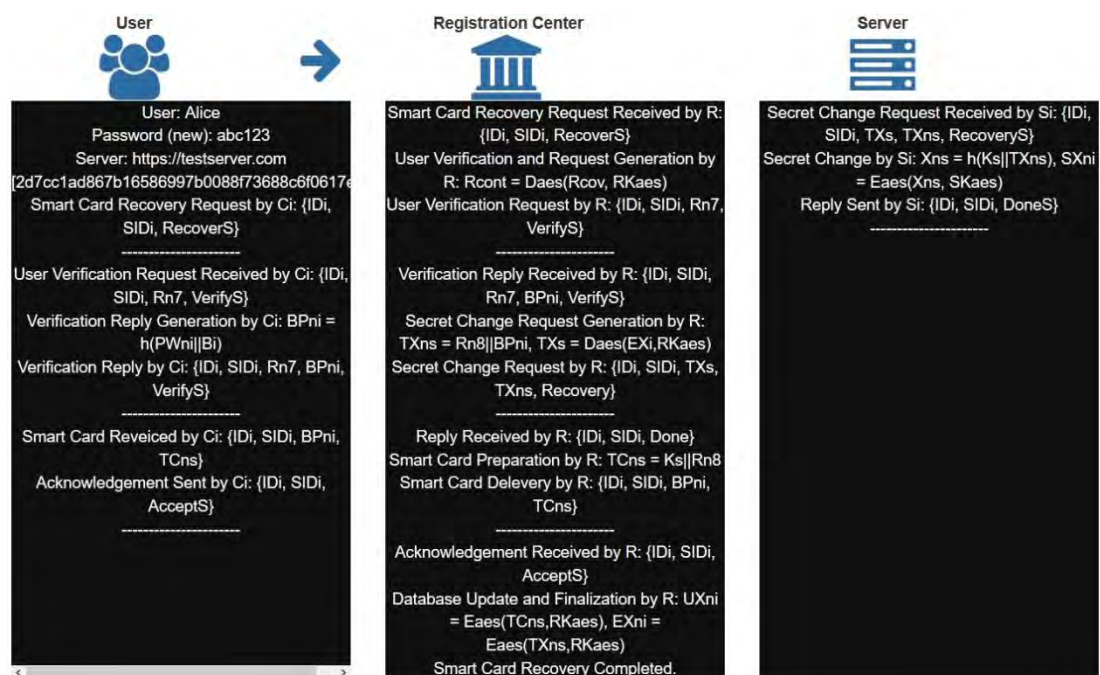 User
Registration Center
Server
User: Alice
Password (new): abc123
Server: https://testserver.com
[2d7cc1ad867b16586997b0088f73688c6f0617e
Smart Card Recovery Request by Ci: {IDi,
SIDi, RecoverS}
----------------------
User Verification Request Received by Ci: {IDi,
SIDi, Rn7, VerifyS}
Verification Reply Generation by Ci: BPni =
h(PWni||Bi)
Verification Reply by Ci: {IDi, SIDi, Rn7, BPni,
VerifyS}
----------------------
Smart Card Reveiced by Ci: {IDi, SIDi, BPni,
TCns}
Acknowledgement Sent by Ci: {IDi, SIDi,
AcceptS}
----------------------
Smart Card Recovery Request Received by R:
{IDi, SIDi, RecoverS}
User Verification and Request Generation by
R: Rcont = Daes(Rcov, RKaes)
User Verification Request by R: {IDi, SIDi, Rn7,
VerifyS}
----------------------
Verification Reply Received by R: {IDi, SIDi,
Rn7, BPni, VerifyS}
Secret Change Request Generation by R:
TXns = Rn8||BPni, TXs = Daes(EXi,RKaes)
Secret Change Request by R: {IDi, SIDi, TXs,
TXns, Recovery}
----------------------
Reply Received by R: {IDi, SIDi, Done}
Smart Card Preparation by R: TCns = Ks||Rn8
Smart Card Delevery by R: {IDi, SIDi, BPni,
TCns}
----------------------
Acknowledgement Received by R: {IDi, SIDi,
AcceptS}
Database Update and Finalization by R: UXni
= Eaes(TCns,RKaes), EXni =
Eaes(TXns,RKaes)
Smart Card Recovery Completed.
Secret Change Request Received by Si: {IDi,
SIDi, TXs, TXns, RecoveryS}
Secret Change by Si: Xns = h(Ks||TXns), SXni
= Eaes(Xns, SKaes)
Reply Sent by Si: {IDi, SIDi, DoneS}
----------------------